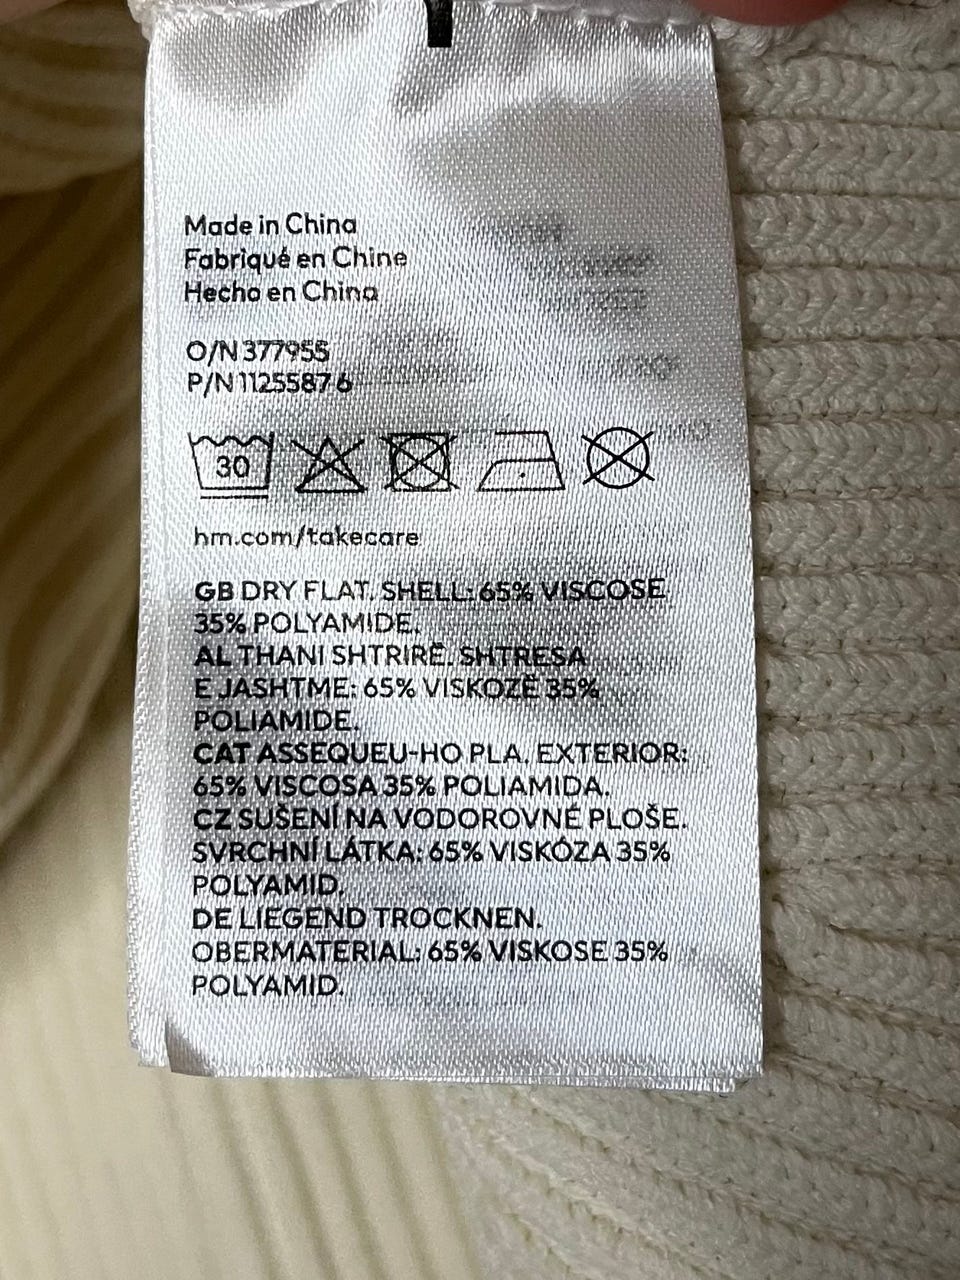 Made in China
Fabriqué en Chine
Hecho en China
O/N 377955
P/N 1125587 6
30
hm.com/takecare
GB DRY FLAT. SHELL: 65% VISCOSE
35% POLYAMIDE.
AL THANI SHTRIRË. SHTRESA
E JASHTME: 65% VISKOZË 35%
POLIAMIDE.
CAT ASSEQUEU-HO PLA. EXTERIOR:
65% VISCOSA 35% POLIAMIDA.
CZ SUŠENÍ NA VODOROVNÉ PLOŠE.
SVRCHNÍ LÁTKA: 65% VISKÓZA 35%
POLYAMID.
DE LIEGEND TROCKNEN.
OBERMATERIAL: 65% VISKOSE 35%
POLYAMID.